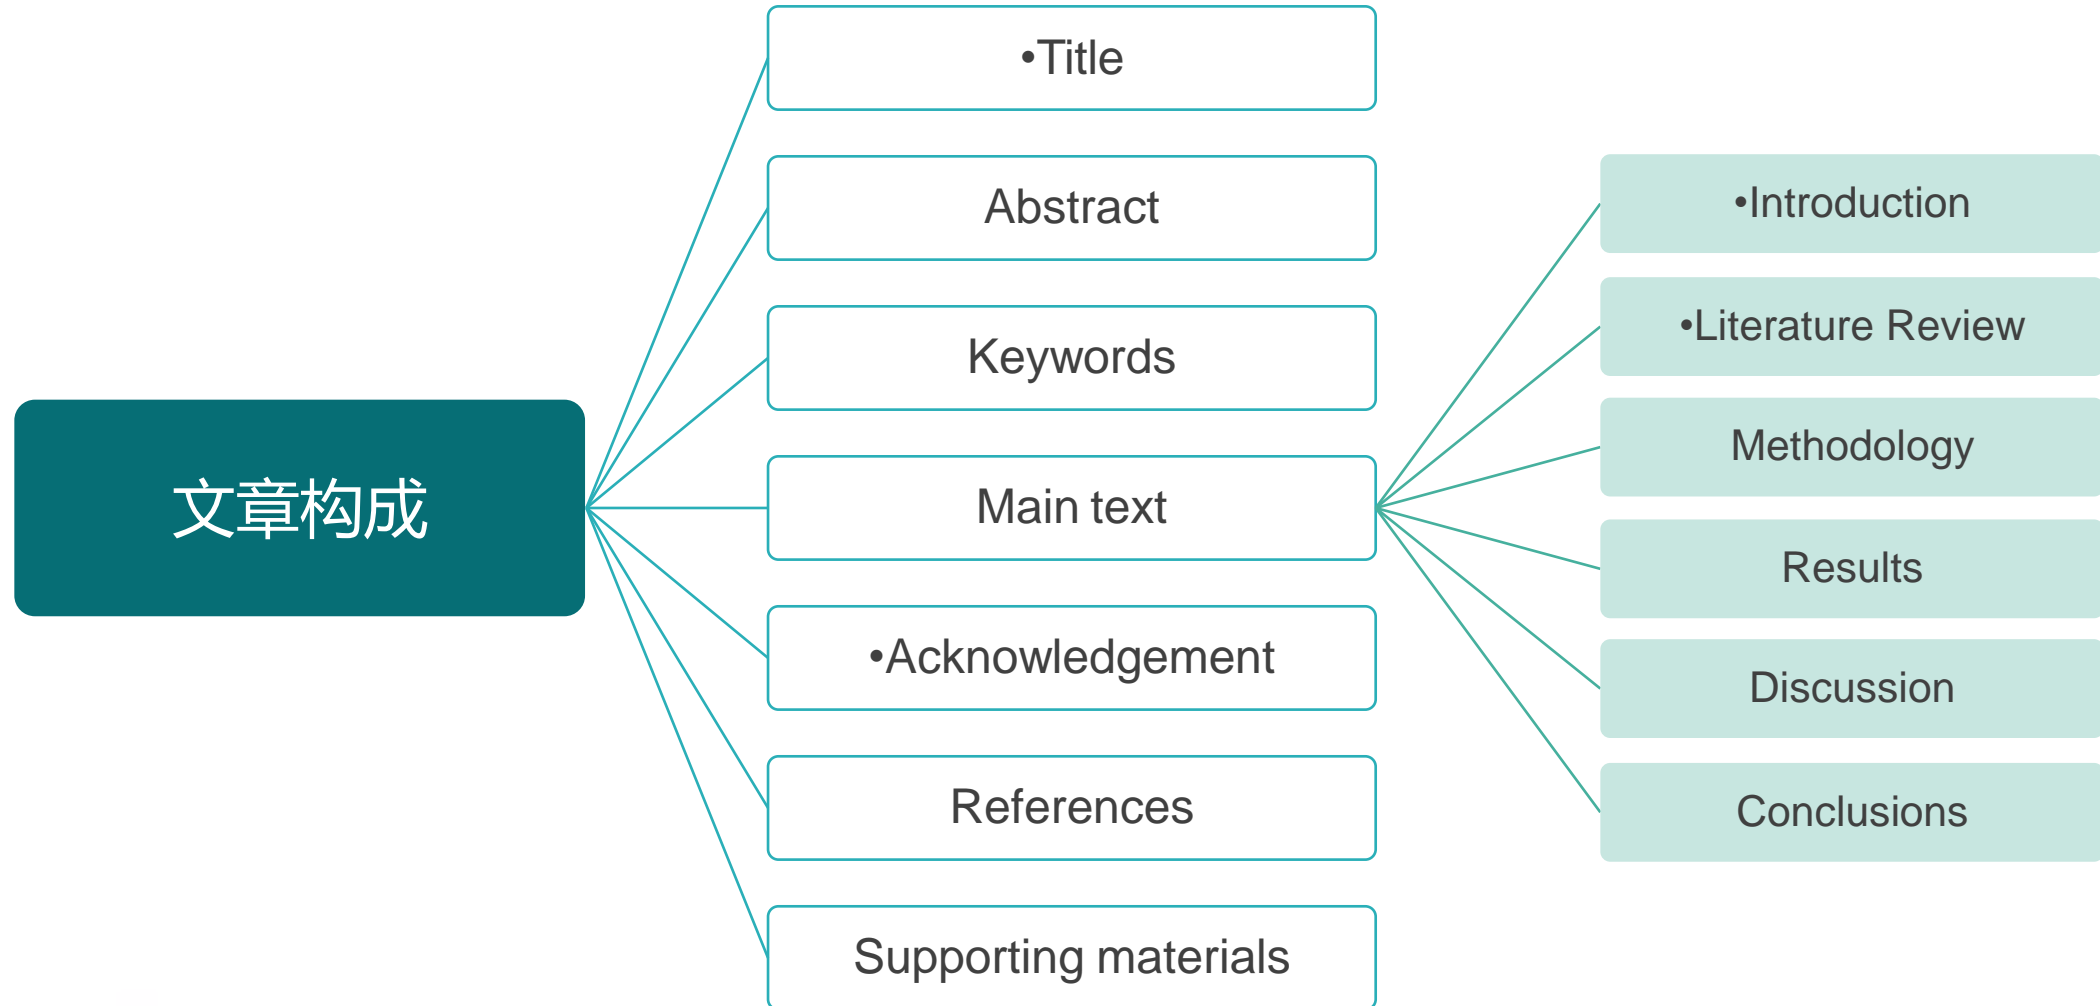 文章构成
•Title
Abstract
Keywords
Main text
•Acknowledgement
References
Supporting materials
•Introduction
•Literature Review
Methodology
Results
Discussion
Conclusions